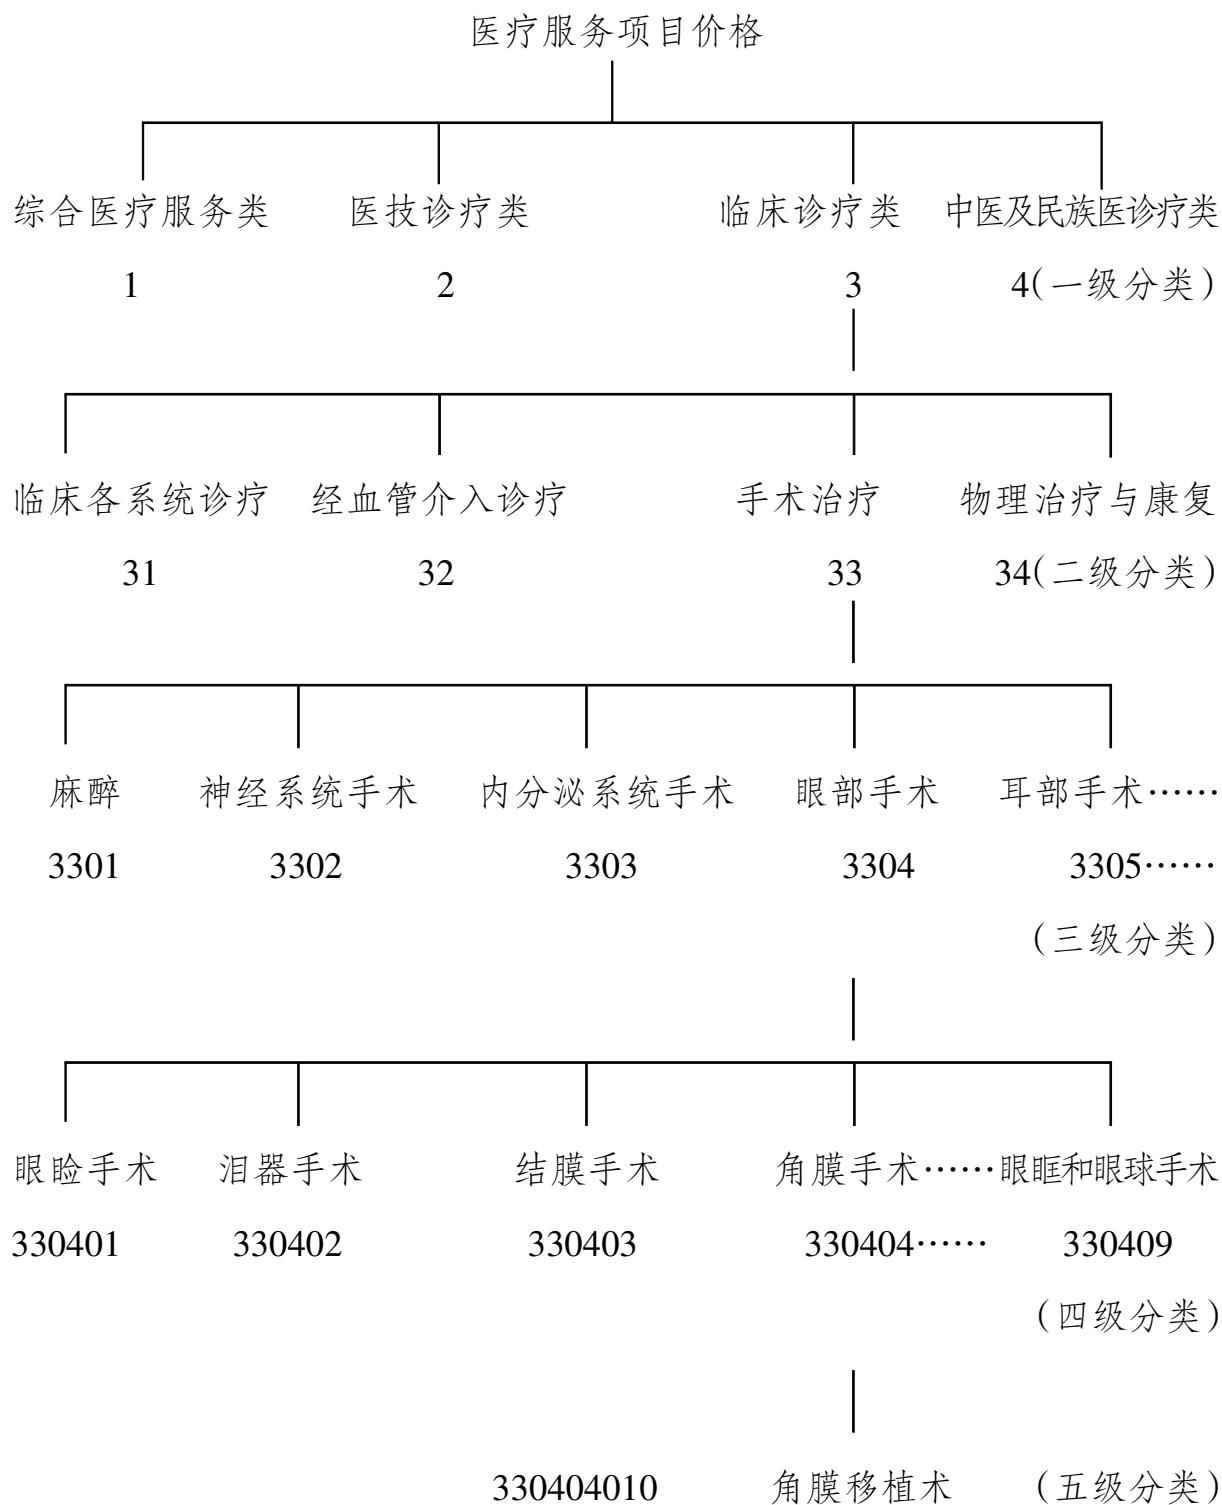 医疗服务项目价格
综合医疗服务类 医技诊疗类 临床诊疗类 中医及民族医诊疗类
1 2 3 4(一级分类)
临床各系统诊疗 经血管介入诊疗 手术治疗 物理治疗与康复
31 32 33 34(二级分类)
麻醉 神经系统手术 内分泌系统手术 眼部手术 耳部手术……
3301 3302 3303 3304 3305……
(三级分类)
眼睑手术 泪器手术 结膜手术 角膜手术……眼眶和眼球手术
330401 330402 330403 330404…… 330409
(四级分类)
330404010 角膜移植术 (五级分类)